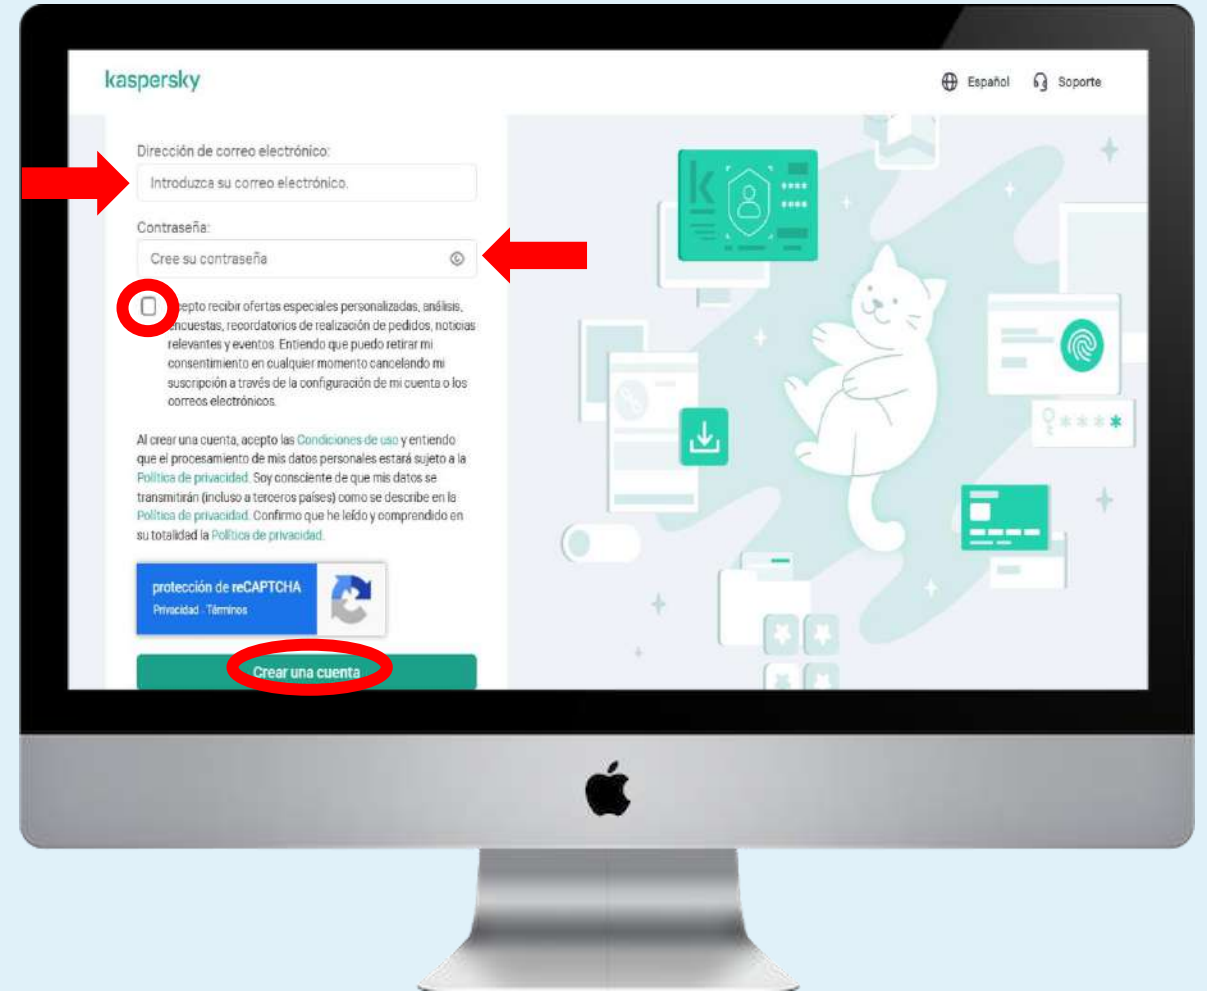 kaspersky
Español
Soporte
Dirección de correo electrónico:
Introduzca su correo electrónico.
Contraseña:
Cree su contraseña
epto recibir ofertas especiales personalizadas, análisis,
encuestas, recordatorios de realización de pedidos, noticias
relevantes y eventos. Entiendo que puedo retirar mi
consentimiento en cualquier momento cancelando mi
suscripción a través de la configuración de mi cuenta o los
correos electrónicos.
Al crear una cuenta, acepto las Condiciones de uso y entiendo
que el procesamiento de mis datos personales estará sujeto a la
Política de privacidad. Soy consciente de que mis datos se
transmitirán (incluso a terceros países) como se describe en la
Política de privacidad. Confirmo que he leído y comprendido en
su totalidad la Política de privacidad.
protección de reCAPTCHA
Privacidad - Términos
Crear una cuenta
k